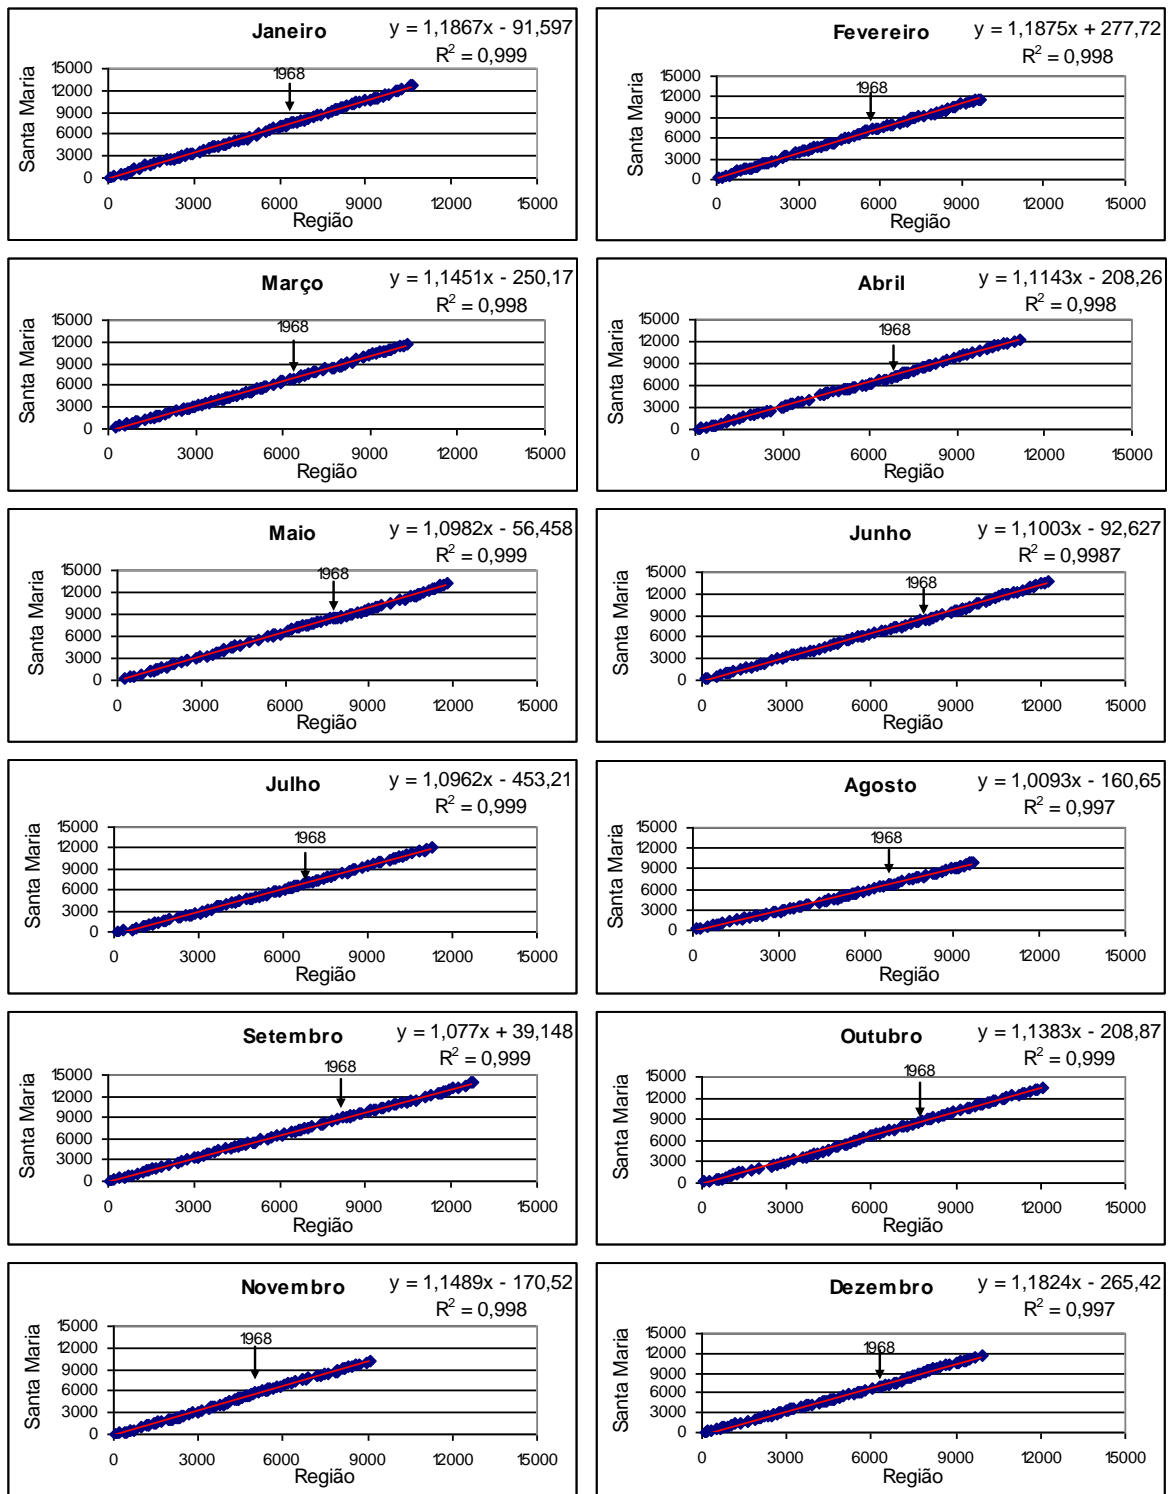 Janeiro
y = 1,1867x - 91,597
R² = 0,999
1968
Santa Maria
15000
12000
9000
6000
3000
0
0 3000 6000 9000 12000 15000
Região
Fevereiro
y = 1,1875x + 277,72
R² = 0,998
1968
Santa Maria
15000
12000
9000
6000
3000
0
0 3000 6000 9000 12000 15000
Região
Março
y = 1,1451x - 250,17
R² = 0,998
1968
Santa Maria
15000
12000
9000
6000
3000
0
0 3000 6000 9000 12000 15000
Região
Abril
y = 1,1143x - 208,26
R² = 0,998
1968
Santa Maria
15000
12000
9000
6000
3000
0
0 3000 6000 9000 12000 15000
Região
Maio
y = 1,0982x - 56,458
R² = 0,999
1968
Santa Maria
15000
12000
9000
6000
3000
0
0 3000 6000 9000 12000 15000
Região
Junho
y = 1,1003x - 92,627
R² = 0,9987
1968
Santa Maria
15000
12000
9000
6000
3000
0
0 3000 6000 9000 12000 15000
Região
Julho
y = 1,0962x - 453,21
R² = 0,999
1968
Santa Maria
15000
12000
9000
6000
3000
0
0 3000 6000 9000 12000 15000
Região
Agosto
y = 1,0093x - 160,65
R² = 0,997
1968
Santa Maria
15000
12000
9000
6000
3000
0
0 3000 6000 9000 12000 15000
Região
Setembro
y = 1,077x + 39,148
R² = 0,999
1968
Santa Maria
15000
12000
9000
6000
3000
0
0 3000 6000 9000 12000 15000
Região
Outubro
y = 1,1383x - 208,87
R² = 0,999
1968
Santa Maria
15000
12000
9000
6000
3000
0
0 3000 6000 9000 12000 15000
Região
Novembro
y = 1,1489x - 170,52
R² = 0,998
1968
Santa Maria
15000
12000
9000
6000
3000
0
0 3000 6000 9000 12000 15000
Região
Dezembro
y = 1,1824x - 265,42
R² = 0,997
1968
Santa Maria
15000
12000
9000
6000
3000
0
0 3000 6000 9000 12000 15000
Região